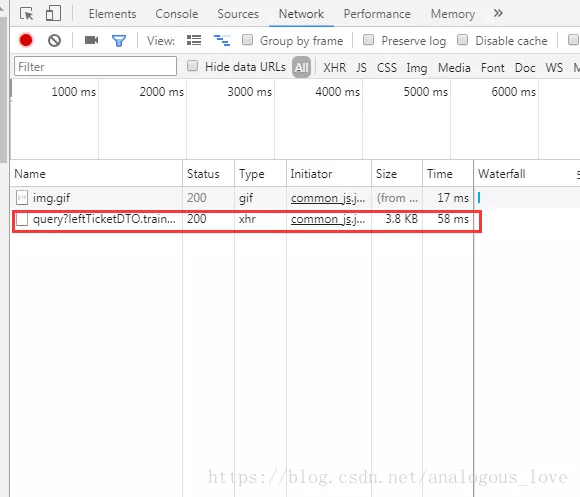 Elements Console Sources Network Performance Memory »
View: Group by frame Preserve log Disable cache
Filter Hide data URLs All XHR JS CSS Img Media Font Doc WS M
1000 ms 2000 ms 3000 ms 4000 ms 5000 ms 6000 ms
Name Status Type Initiator Size Time Waterfall
img.gif 200 gif common_js.j... (from ... 17 ms
query?leftTicketDTO.train... 200 xhr common_js.j... 3.8 KB 58 ms
https://blog.csdn.net/analogous_love